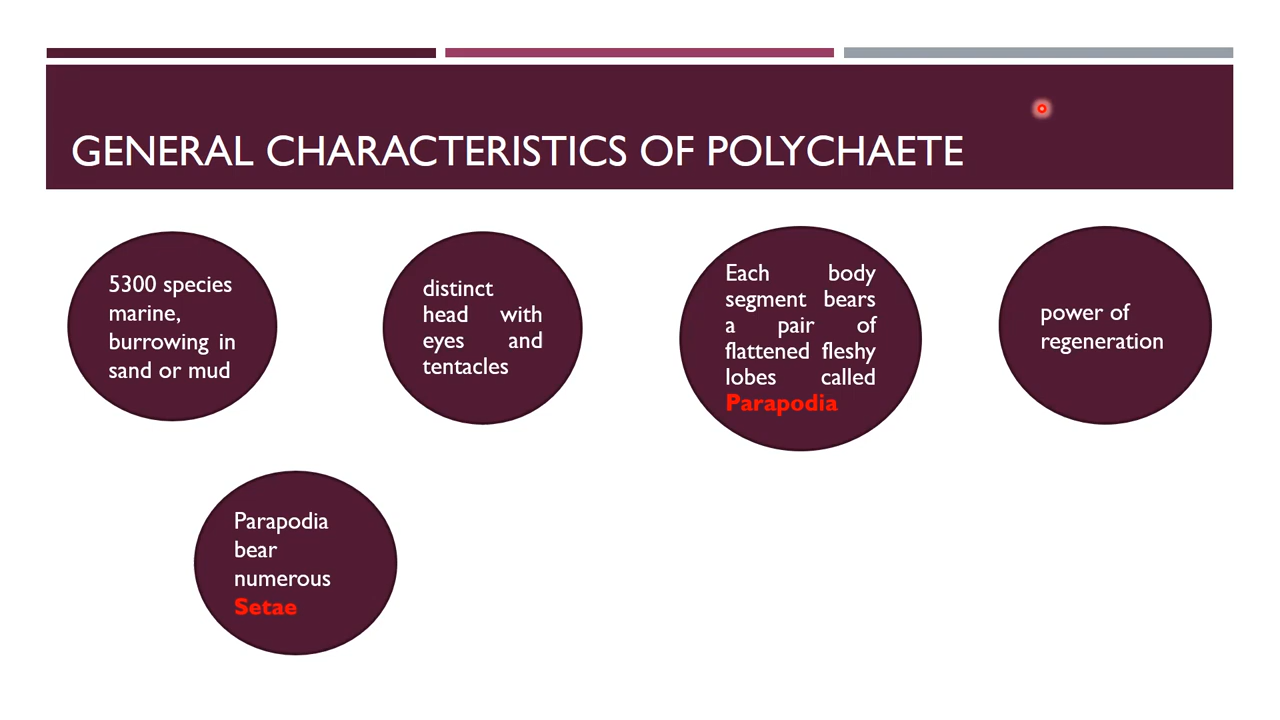 GENERAL CHARACTERISTICS OF POLYCHAETE
5300 species
marine,
burrowing in
sand or mud
distinct
head with
eyes and
tentacles
Each body
segment bears
a pair of
flattened fleshy
lobes called
Parapodia
power of
regeneration
Parapodia
bear
numerous
Setae